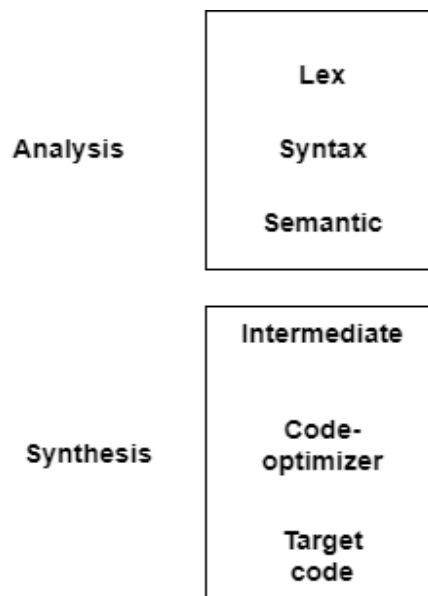 Lex
Analysis
Syntax
Semantic
Intermediate
Synthesis
Code-
optimizer
Target
code